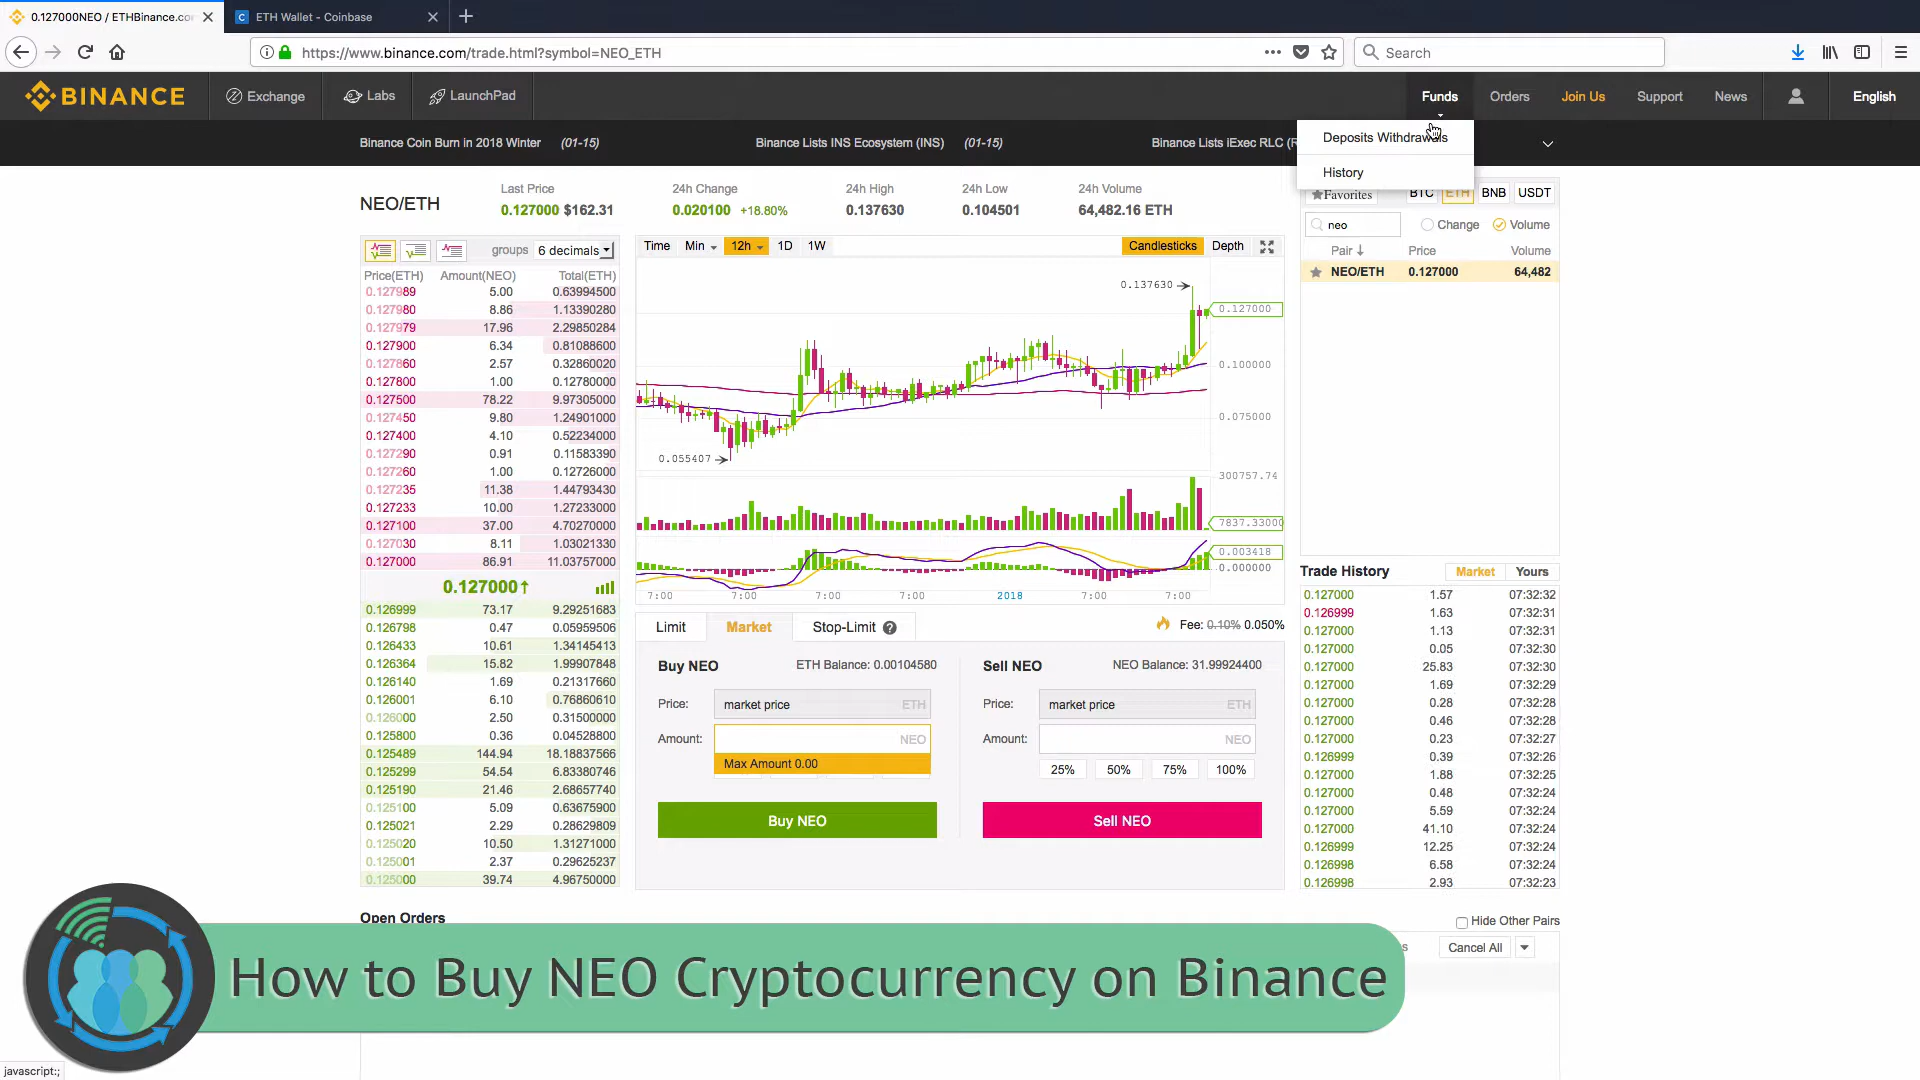 0.127000NEO / ETHBinance.co
ETH Wallet - Coinbase
https://www.binance.com/trade.html?symbol=NEO_ETH
Search
BINANCE
Exchange
Labs
LaunchPad
Funds
Orders
Join Us
Support
News
English
Binance Coin Burn in 2018 Winter (01-15)
Binance Lists INS Ecosystem (INS) (01-15)
Binance Lists iExec RLC (R
Deposits Withdrawals
History
NEO/ETH
Last Price
0.127000 $162.31
24h Change
0.020100 +18.80%
24h High
0.137630
24h Low
0.104501
24h Volume
64,482.16 ETH
Favorites BTC ETH BNB USDT
neo Change Volume
Pair Price Volume
NEO/ETH 0.127000 64,482
groups 6 decimals
Price(ETH) Amount(NEO) Total(ETH)
0.127989 5.00 0.63994500
0.127980 8.86 1.13390280
0.127979 17.96 2.29850284
0.127900 6.34 0.81088600
0.127860 2.57 0.32860020
0.127800 1.00 0.12780000
0.127500 78.22 9.97305000
0.127450 9.80 1.24901000
0.127400 4.10 0.52234000
0.127290 0.91 0.11583390
0.127260 1.00 0.12726000
0.127235 11.38 1.44793430
0.127233 10.00 1.27233000
0.127100 37.00 4.70270000
0.127030 8.11 1.03021330
0.127000 86.91 11.03757000
0.127000↑
0.126999 73.17 9.29251683
0.126798 0.47 0.05959506
0.126433 10.61 1.34145413
0.126364 15.82 1.99907848
0.126140 1.69 0.21317660
0.126001 6.10 0.76860610
0.126000 2.50 0.31500000
0.125800 0.36 0.04528800
0.125489 144.94 18.18837566
0.125299 54.54 6.83380746
0.125190 21.46 2.68657740
0.125100 5.09 0.63675900
0.125021 2.29 0.28629809
0.125020 10.50 1.31271000
0.125001 2.37 0.29625237
0.125000 39.74 4.96750000
Time Min 12h 1D 1W
Candlesticks Depth
0.137630
0.127000
0.100000
0.075000
0.055407
300757.74
7837.33000
0.003418
0.000000
7:00 7:00 7:00 7:00 2018 7:00 7:00
Limit Market Stop-Limit ?
Fee: 0.10% 0.050%
Buy NEO ETH Balance: 0.00104580
Price: market price ETH
Amount: NEO
Max Amount 0.00
Buy NEO
Sell NEO NEO Balance: 31.99924400
Price: market price ETH
Amount: NEO
25% 50% 75% 100%
Sell NEO
Trade History Market Yours
0.127000 1.57 07:32:32
0.126999 1.63 07:32:31
0.127000 1.13 07:32:31
0.127000 0.05 07:32:30
0.127000 25.83 07:32:30
0.127000 1.69 07:32:29
0.127000 0.28 07:32:28
0.127000 0.46 07:32:28
0.127000 0.23 07:32:27
0.126999 0.39 07:32:26
0.127000 1.88 07:32:25
0.127000 0.48 07:32:24
0.127000 5.59 07:32:24
0.127000 41.10 07:32:24
0.126999 12.25 07:32:24
0.126998 6.58 07:32:24
0.126998 2.93 07:32:23
Open Orders
Hide Other Pairs
Cancel All
How to Buy NEO Cryptocurrency on Binance
javascript:;